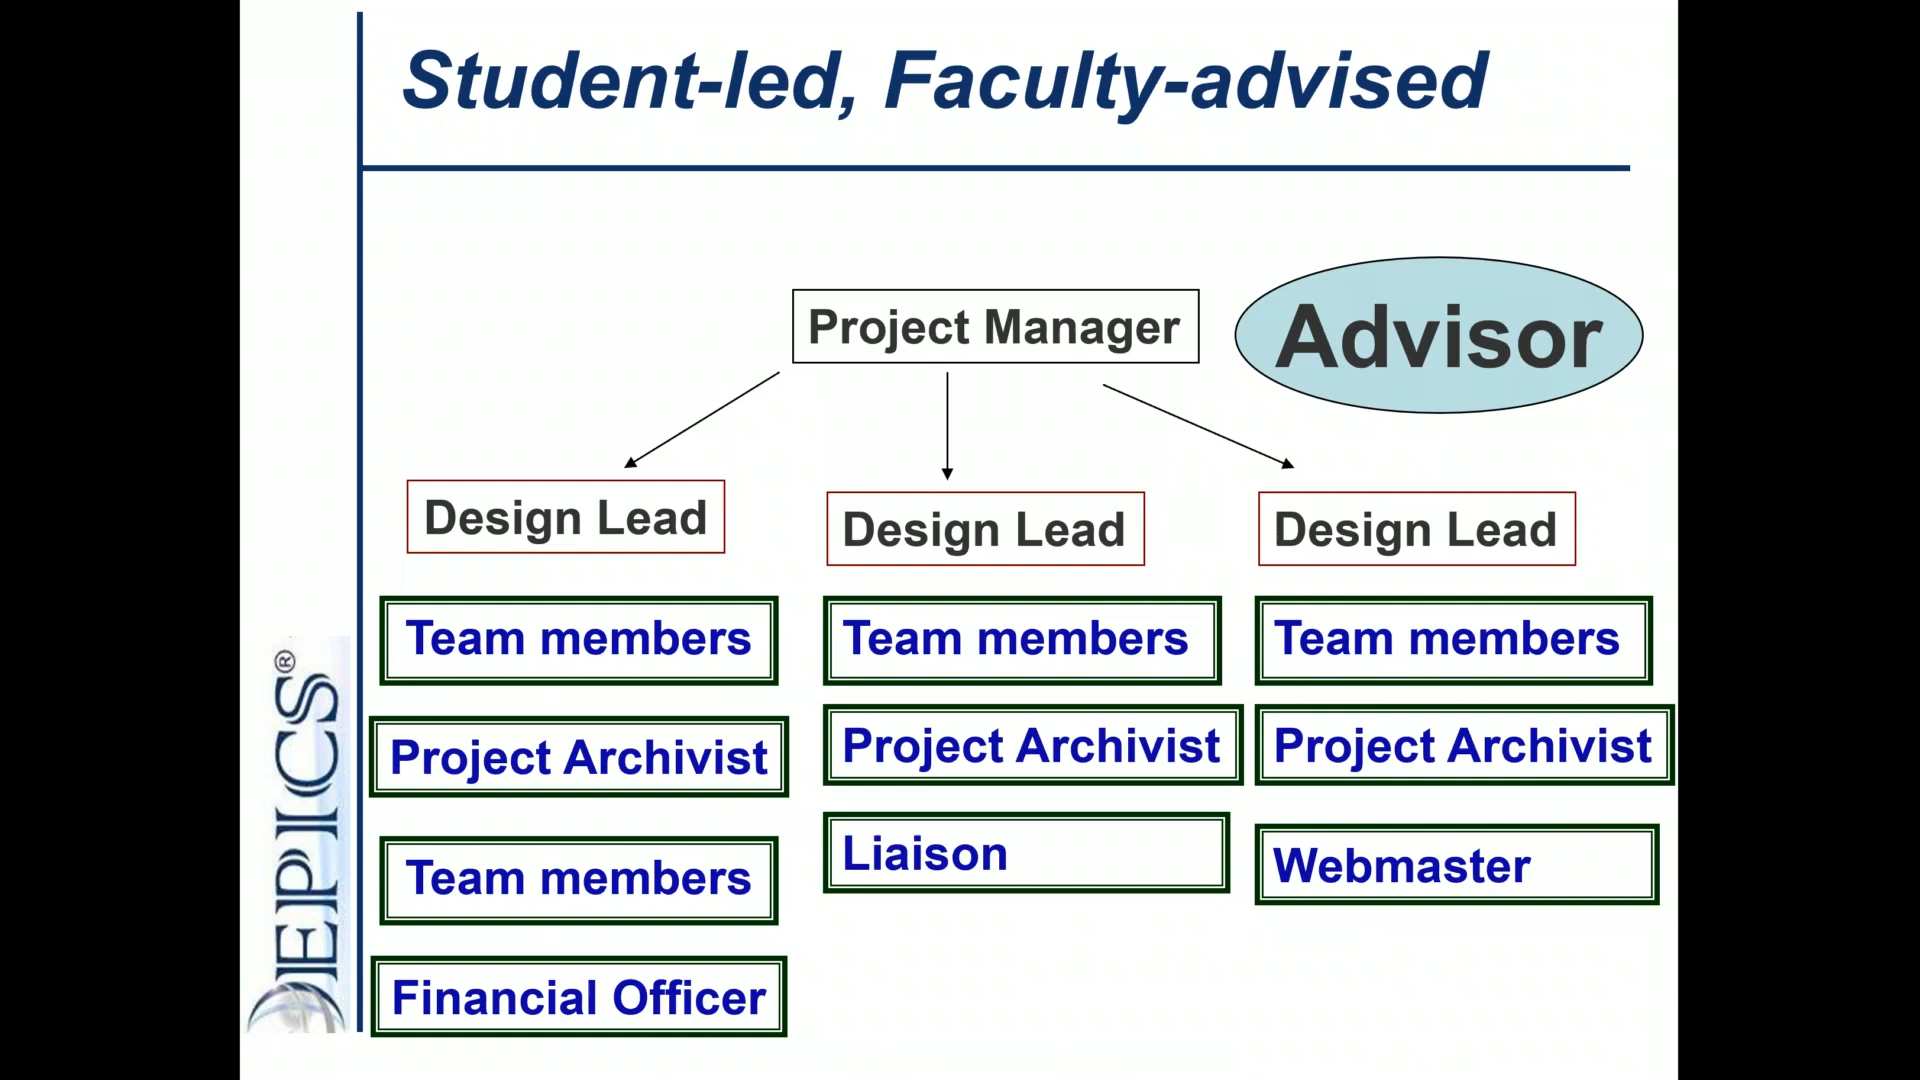 Student-led, Faculty-advised
Project Manager
Advisor
Design Lead
Design Lead
Design Lead
Team members
Team members
Team members
Project Archivist
Project Archivist
Project Archivist
Team members
Liaison
Webmaster
Financial Officer
EPICS®